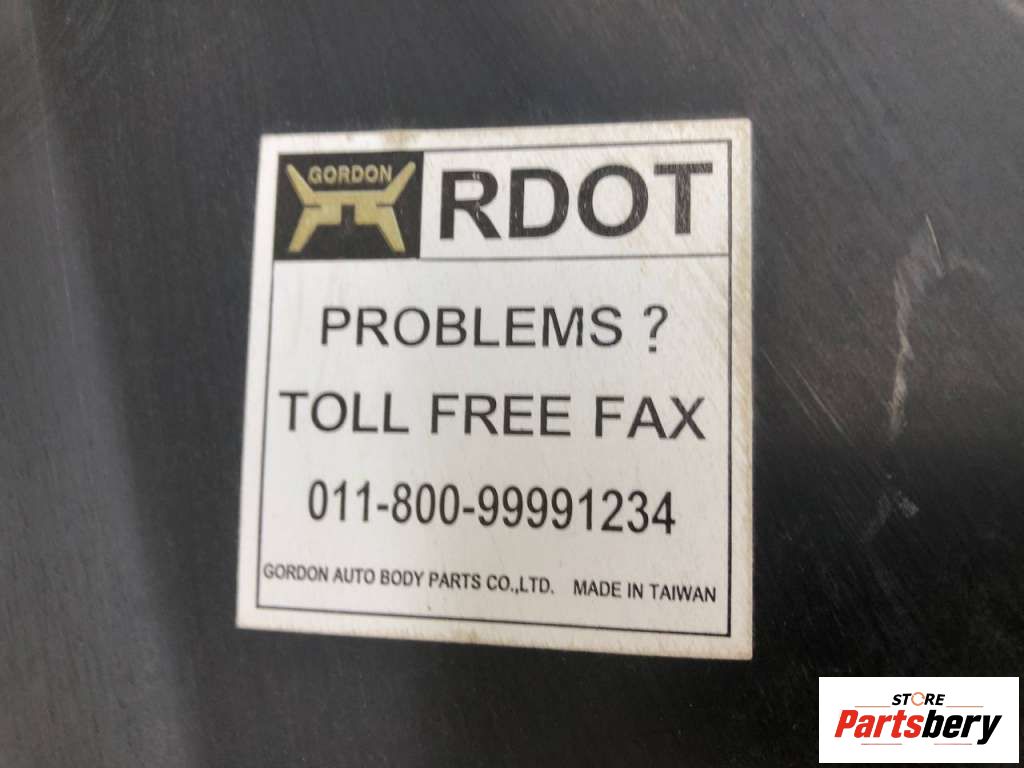 GORDON
RDOT
PROBLEMS ?
TOLL FREE FAX
011-800-99991234
GORDON AUTO BODY PARTS CO.,LTD. MADE IN TAIWAN
STORE
Partsbery